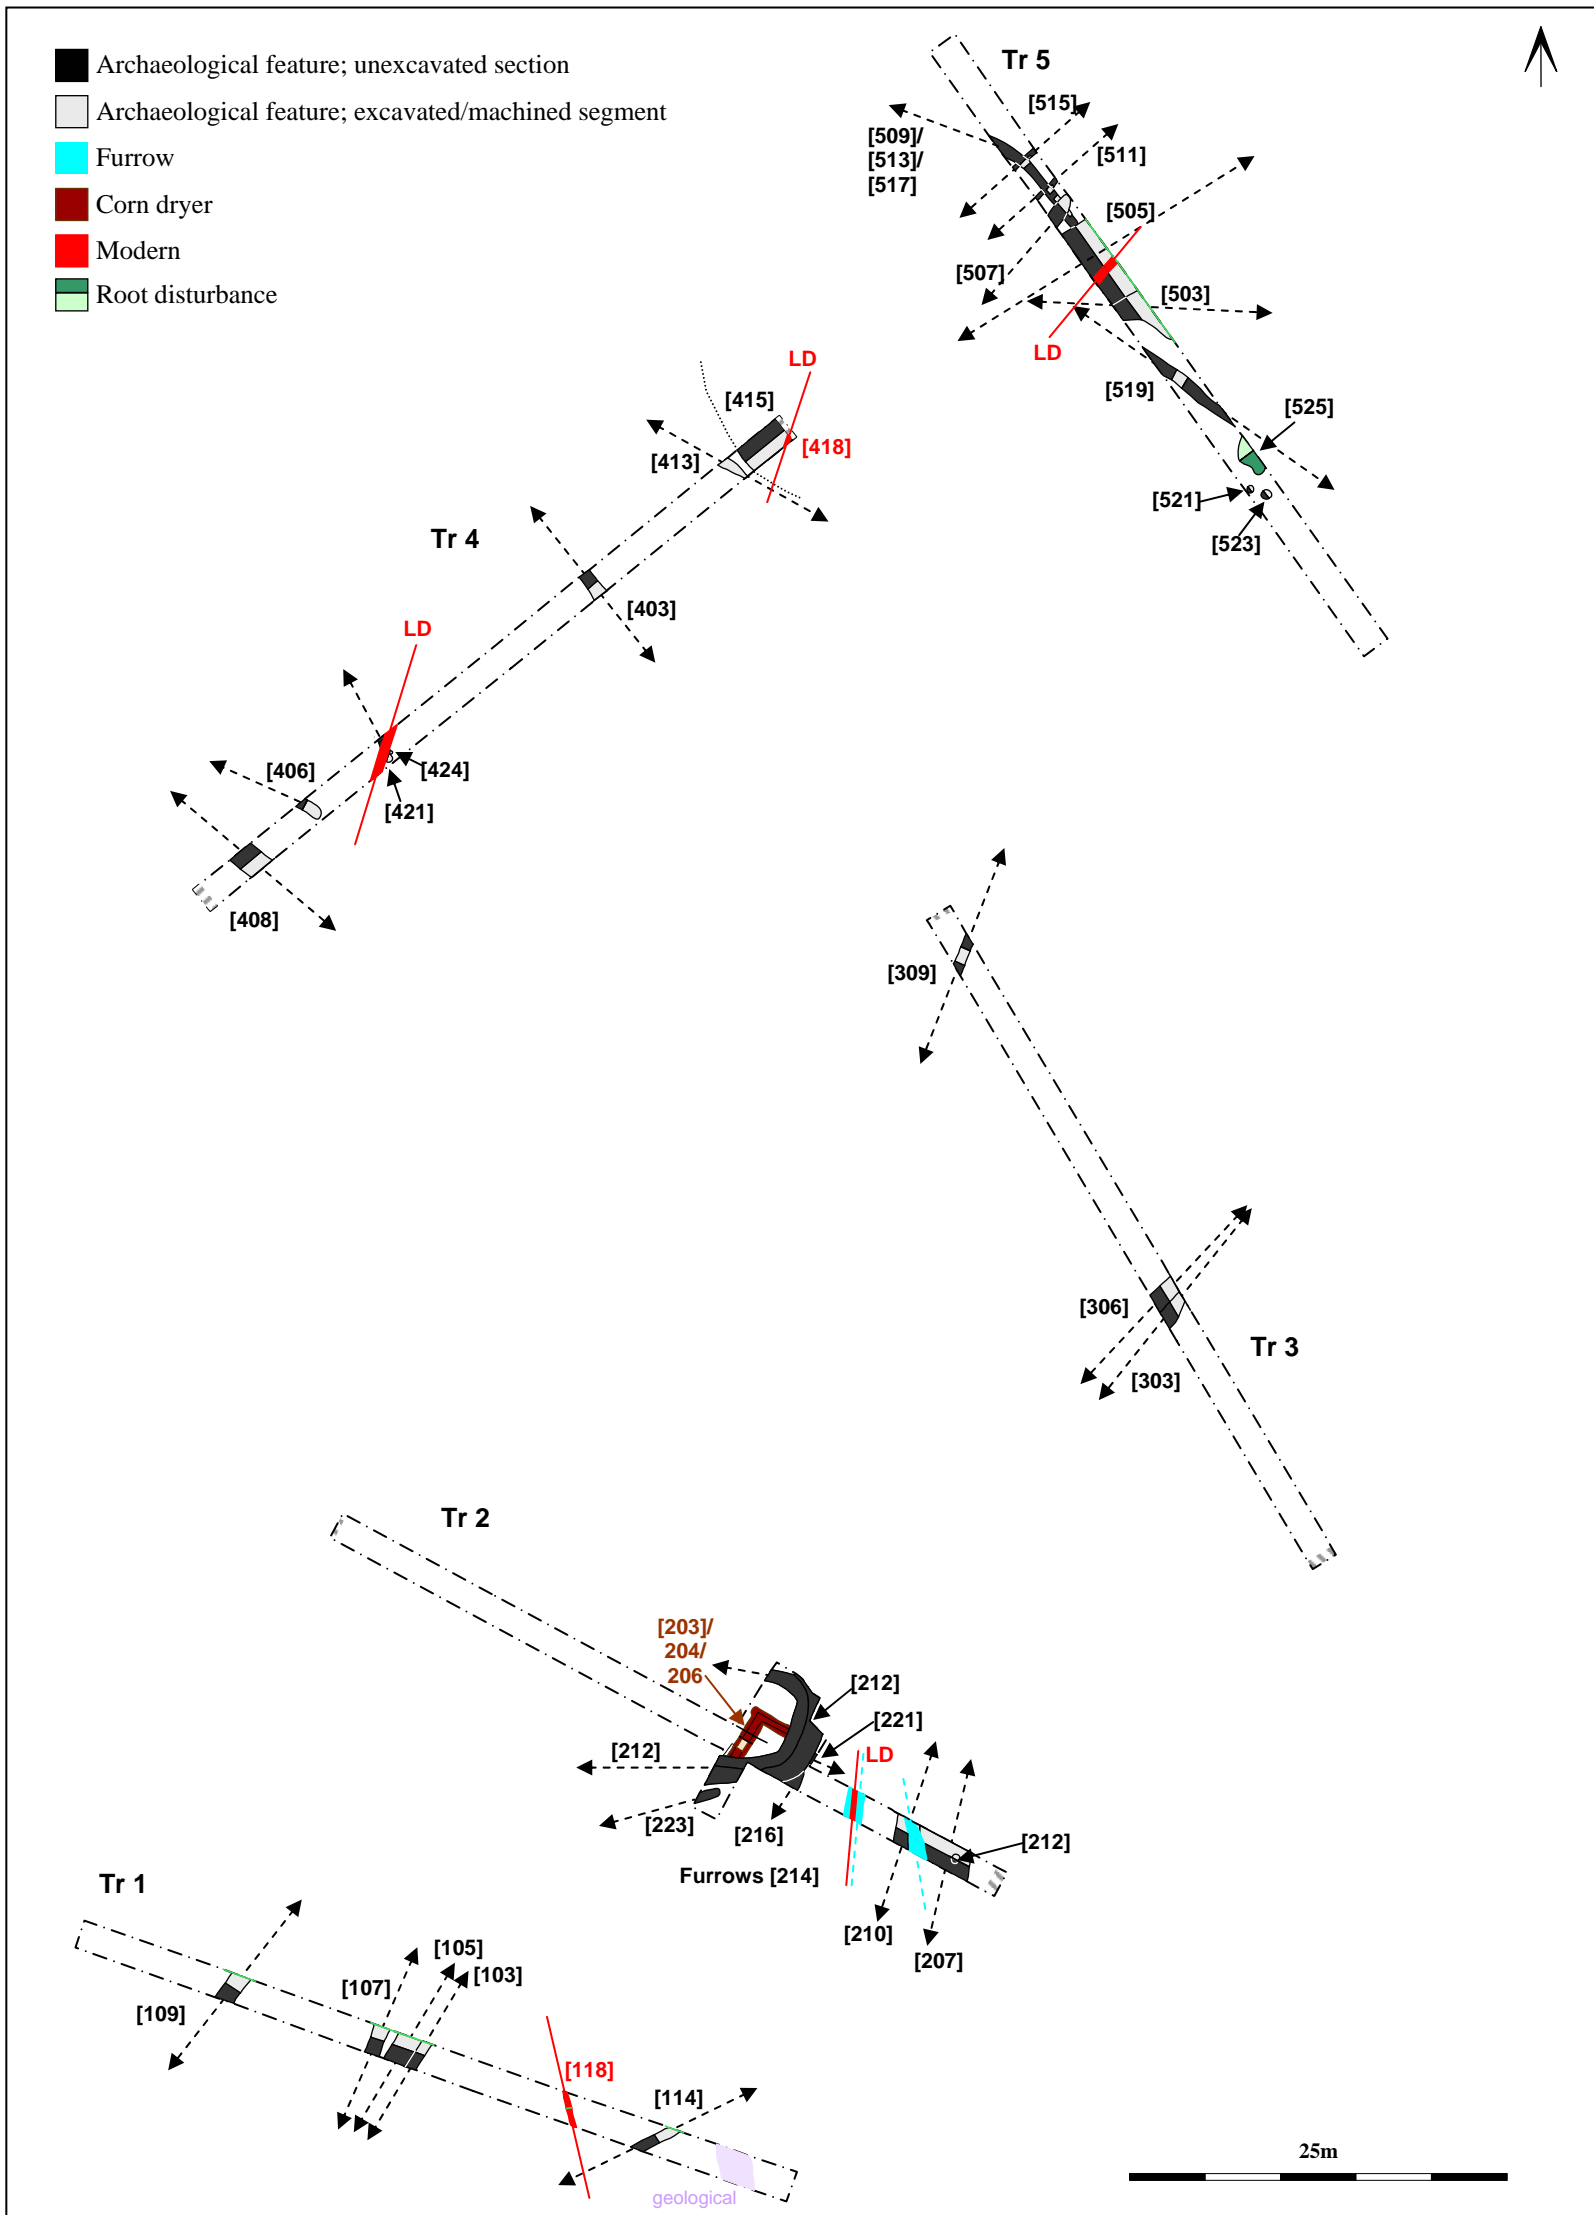 Archaeological feature; unexcavated section
Archaeological feature; excavated/machined segment
Furrow
Corn dryer
Modern
Root disturbance
Tr 5
[515]
[509]/
[513]/
[517]
[511]
[505]
[507]
[503]
LD
[519]
[525]
[521]
[523]
LD
[415]
[418]
[413]
Tr 4
[403]
LD
[406]
[424]
[421]
[408]
[309]
[306]
[303]
Tr 3
Tr 2
[203]/
204/
206
[212]
[221]
[212]
LD
[223]
[216]
[212]
Furrows [214]
[210]
[207]
Tr 1
[105]
[103]
[107]
[109]
[118]
[114]
geological
25m